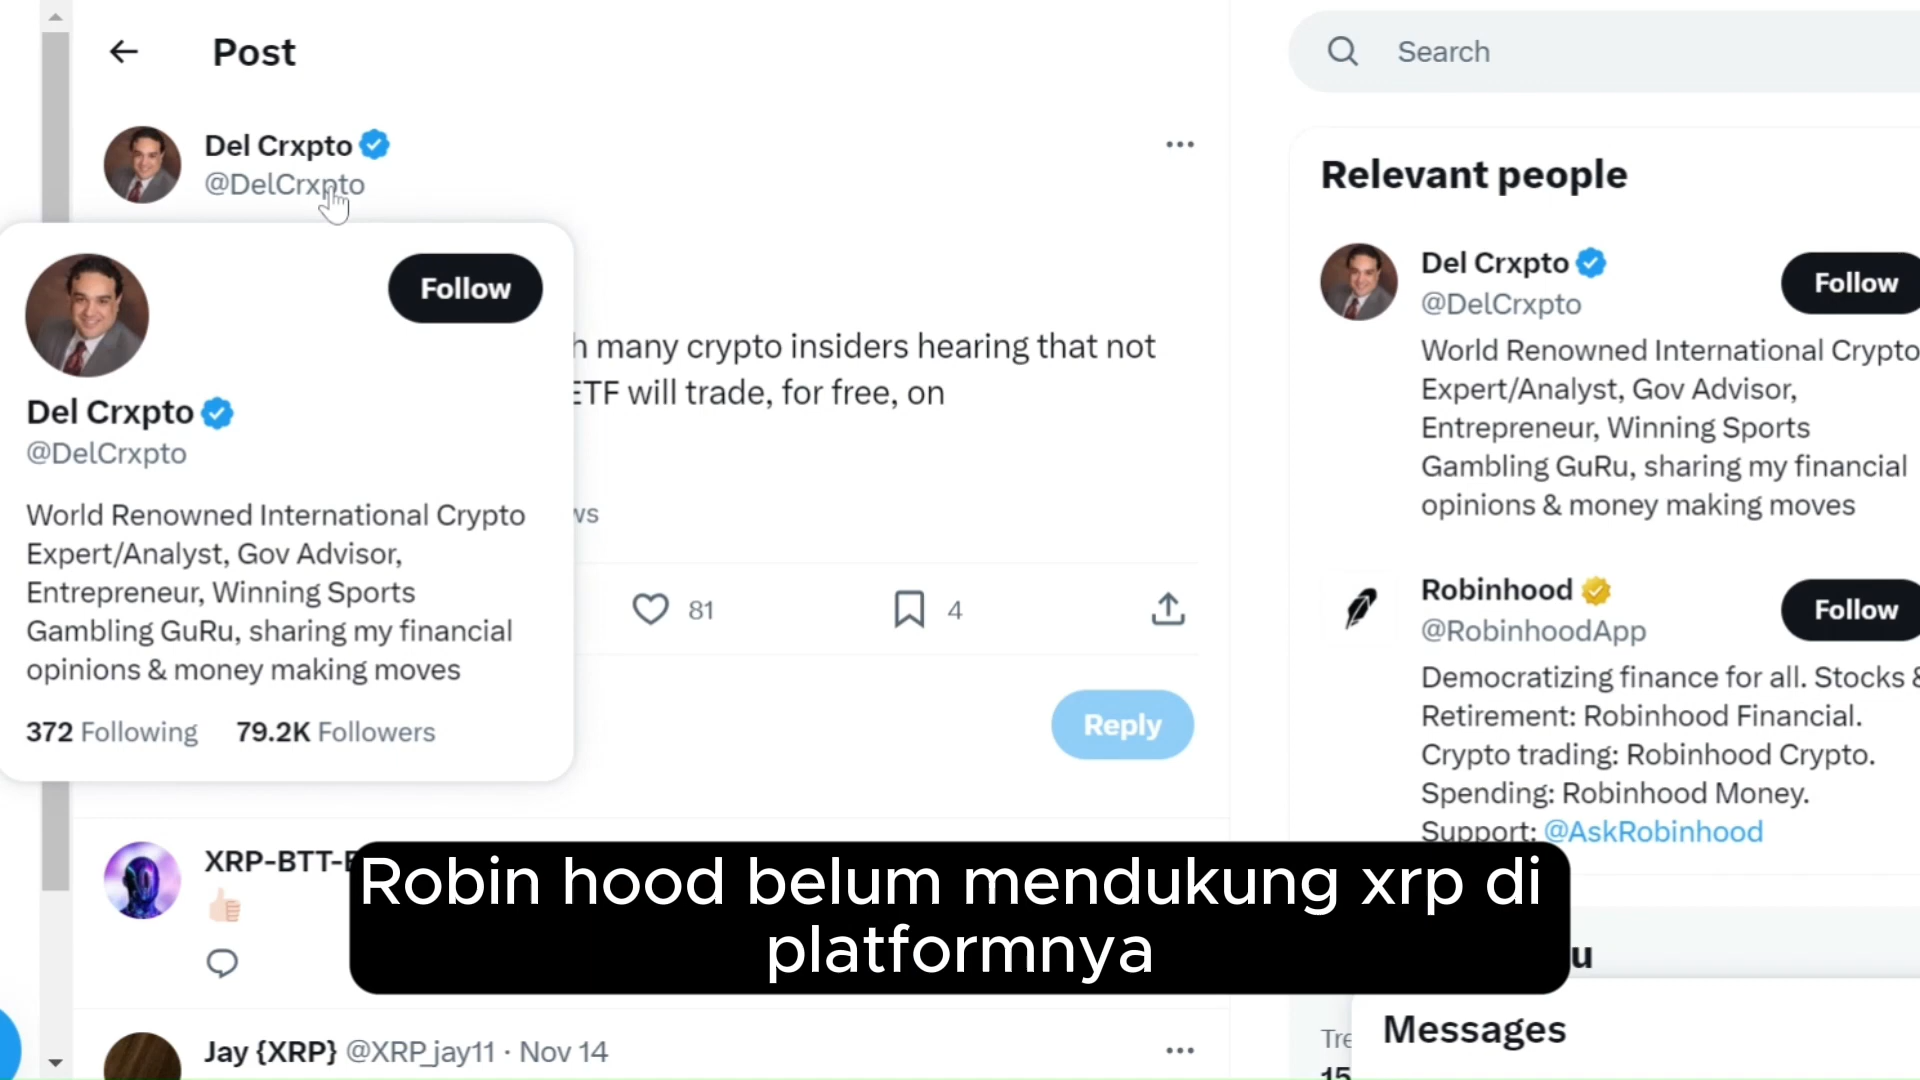 Post
Search
Del Crxpto
@DelCrxpto
Follow
Del Crxpto
@DelCrxpto
World Renowned International Crypto
Expert/Analyst, Gov Advisor,
Entrepreneur, Winning Sports
Gambling GuRu, sharing my financial
opinions & money making moves
372 Following 79.2K Followers
many crypto insiders hearing that not
ETF will trade, for free, on
81
4
Reply
XRP-BTT-
Jay {XRP} @XRP_jay11 · Nov 14
Relevant people
Del Crxpto
@DelCrxpto
Follow
World Renowned International Crypto
Expert/Analyst, Gov Advisor,
Entrepreneur, Winning Sports
Gambling GuRu, sharing my financial
opinions & money making moves
Robinhood
@RobinhoodApp
Follow
Democratizing finance for all. Stocks &
Retirement: Robinhood Financial.
Crypto trading: Robinhood Crypto.
Spending: Robinhood Money.
Support: @AskRobinhood
Messages
Robin hood belum mendukung xrp di
platformnya